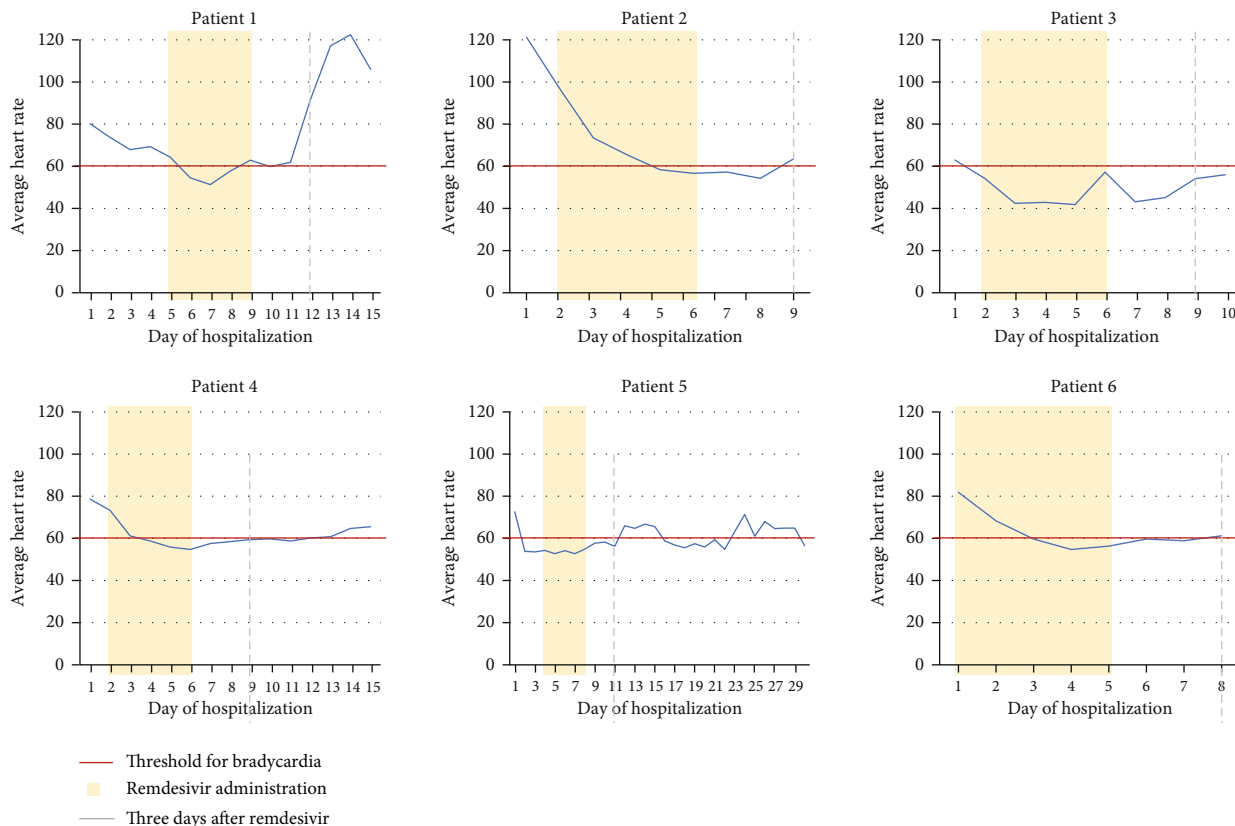 Patient 1
120
100
80
60
40
20
0
Average heart rate
1 2 3 4 5 6 7 8 9 10 11 12 13 14 15
Day of hospitalization
Patient 2
120
100
80
60
40
20
0
Average heart rate
1 2 3 4 5 6 7 8 9
Day of hospitalization
Patient 3
120
100
80
60
40
20
0
Average heart rate
1 2 3 4 5 6 7 8 9 10
Day of hospitalization
Patient 4
120
100
80
60
40
20
0
Average heart rate
1 2 3 4 5 6 7 8 9 10 11 12 13 14 15
Day of hospitalization
Patient 5
120
100
80
60
40
20
0
Average heart rate
1 3 5 7 9 11 13 15 17 19 21 23 25 27 29
Day of hospitalization
Patient 6
120
100
80
60
40
20
0
Average heart rate
1 2 3 4 5 6 7 8
Day of hospitalization
Threshold for bradycardia
Remdesivir administration
Three days after remdesivir